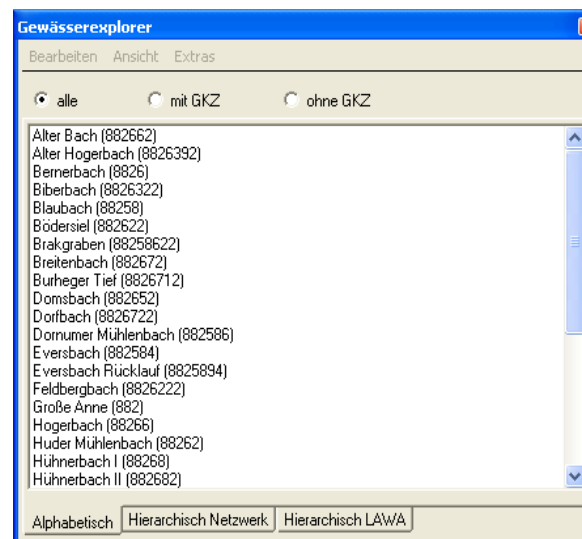 Gewässerexplorer
Bearbeiten Ansicht Extras
alle mit GKZ ohne GKZ
Alter Bach (882662)
Alter Hogerbach (8826392)
Bernerbach (8826)
Biberbach (8826322)
Blaubach (88258)
Bödersiel (882622)
Brakgraben (88258622)
Breitenbach (882672)
Burheger Tief (8826712)
Domsbach (882652)
Dorfbach (8826722)
Dornumer Mühlenbach (882586)
Eversbach (882584)
Eversbach Rücklauf (8825894)
Feldbergbach (8826222)
Große Anne (882)
Hogerbach (88266)
Huder Mühlenbach (88262)
Hühnerbach I (88268)
Hühnerbach II (882682)
Alphabetisch Hierarchisch Netzwerk Hierarchisch LAWA